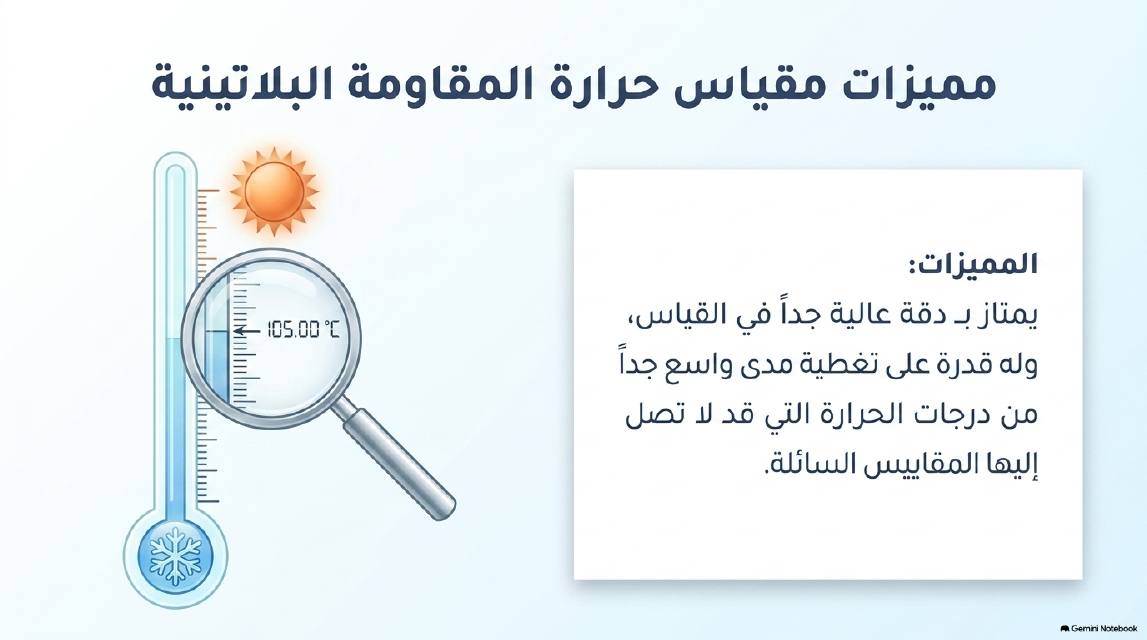 مميزات مقياس حرارة المقاومة البلاتينية
105.00 °C
المميزات:
يمتاز بـ دقة عالية جداً في القياس،
وله قدرة على تغطية مدى واسع جداً
من درجات الحرارة التي قد لا تصل
إليها المقاييس السائلة.
Gemini Notebook